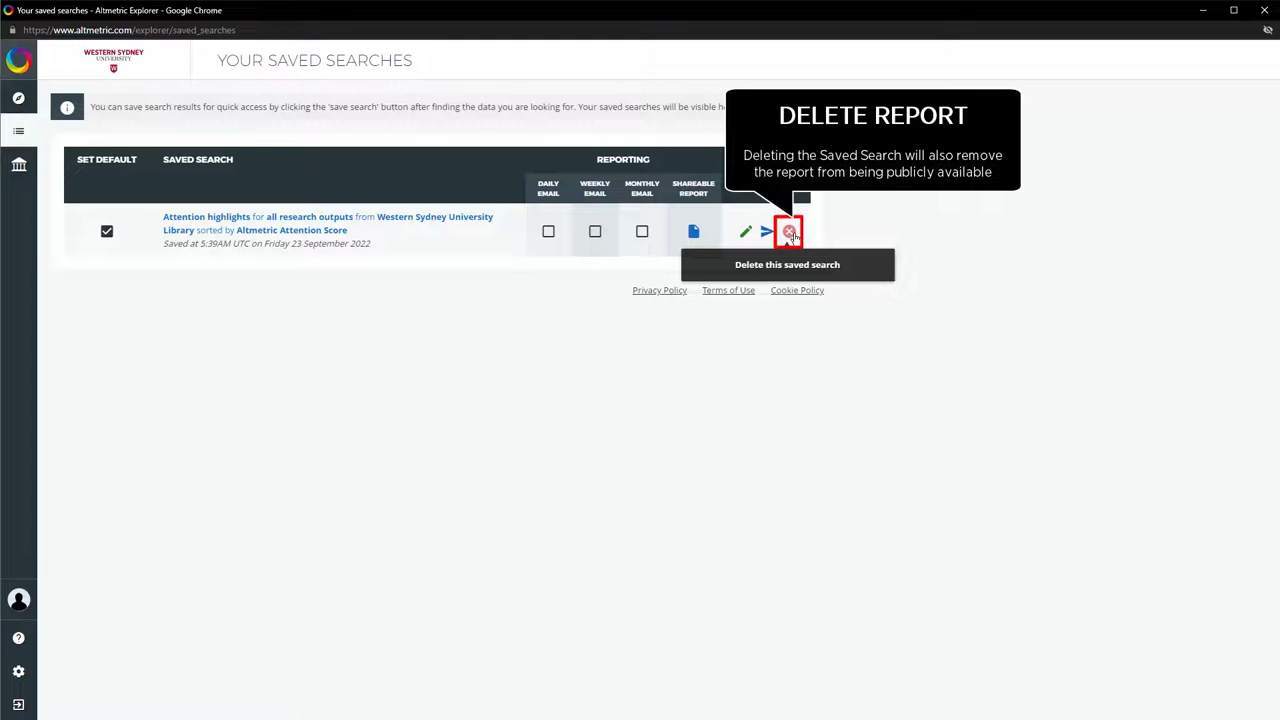 Your saved searches - Altmetric Explorer - Google Chrome
https://www.altmetric.com/explorer/saved_searches
WESTERN SYDNEY
UNIVERSITY
W
YOUR SAVED SEARCHES
You can save search results for quick access by clicking the 'save search' button after finding the data you are looking for. Your saved searches will be visible
DELETE REPORT
Deleting the Saved Search will also remove
the report from being publicly available
SET DEFAULT
SAVED SEARCH
REPORTING
DAILY
EMAIL
WEEKLY
EMAIL
MONTHLY
EMAIL
SHAREABLE
REPORT
Attention highlights for all research outputs from Western Sydney University
Library sorted by Altmetric Attention Score
Saved at 5:39AM UTC on Friday 23 September 2022
Delete this saved search
Privacy Policy
Terms of Use
Cookie Policy